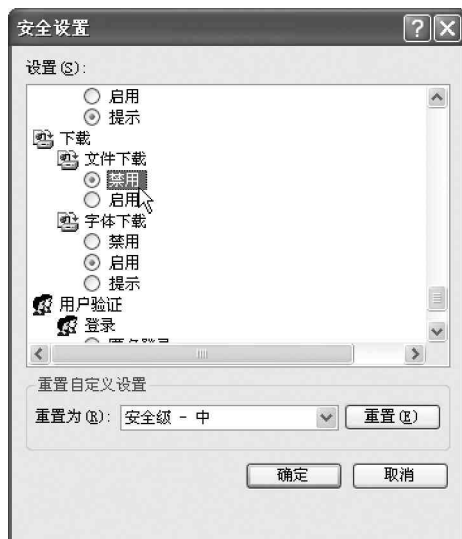 安全设置
设置(S):
启用
提示
下载
文件下载
禁用
启用
字体下载
禁用
启用
提示
用户验证
登录
重置自定义设置
重置为(R): 安全级 - 中 重置(E)
确定 取消